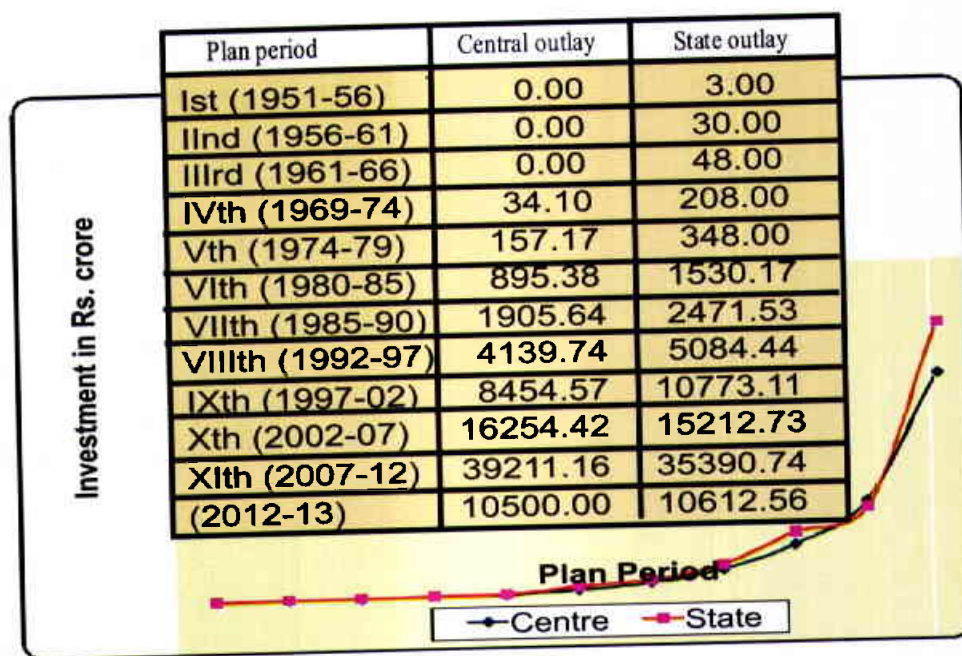 Plan period Central outlay State outlay
Ist (1951-56) 0.00 3.00
IInd (1956-61) 0.00 30.00
IIIrd (1961-66) 0.00 48.00
IVth (1969-74) 34.10 208.00
Vth (1974-79) 157.17 348.00
VIth (1980-85) 895.38 1530.17
VIIth (1985-90) 1905.64 2471.53
VIIIth (1992-97) 4139.74 5084.44
IXth (1997-02) 8454.57 10773.11
Xth (2002-07) 16254.42 15212.73
XIth (2007-12) 39211.16 35390.74
(2012-13) 10500.00 10612.56
Investment in Rs. crore
Plan Period
Centre State